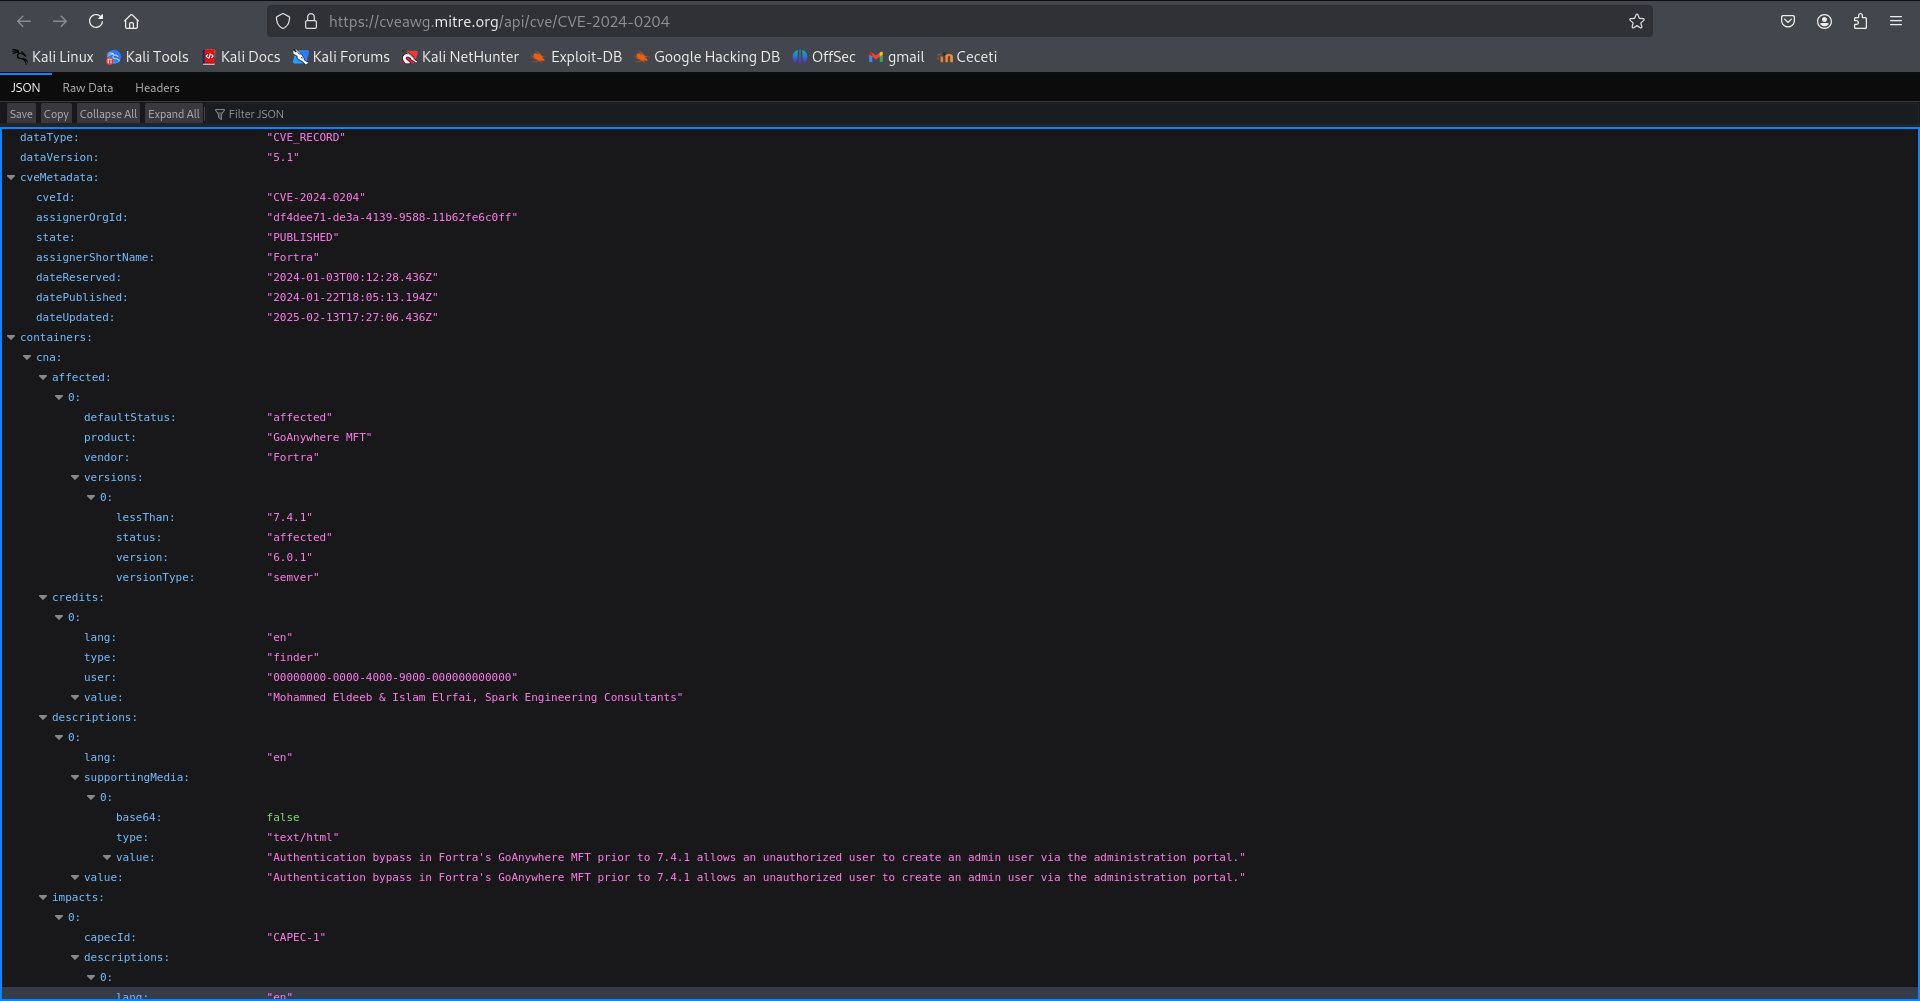 https://cveawg.mitre.org/api/cve/CVE-2024-0204
Kali Linux Kali Tools Kali Docs Kali Forums Kali NetHunter Exploit-DB Google Hacking DB OffSec gmail Ceceti
JSON Raw Data Headers
Save Copy Collapse All Expand All Filter JSON
dataType: "CVE_RECORD"
dataVersion: "5.1"
cveMetadata:
cveId: "CVE-2024-0204"
assignerOrgId: "df4dee71-de3a-4139-9588-11b62fe6c0ff"
state: "PUBLISHED"
assignerShortName: "Fortra"
dateReserved: "2024-01-03T00:12:28.436Z"
datePublished: "2024-01-22T18:05:13.194Z"
dateUpdated: "2025-02-13T17:27:06.436Z"
containers:
cna:
affected:
0:
defaultStatus: "affected"
product: "GoAnywhere MFT"
vendor: "Fortra"
versions:
0:
lessThan: "7.4.1"
status: "affected"
version: "6.0.1"
versionType: "semver"
credits:
0:
lang: "en"
type: "finder"
user: "00000000-0000-4000-9000-000000000000"
value: "Mohammed Eldeeb & Islam Elrfai, Spark Engineering Consultants"
descriptions:
0:
lang: "en"
supportingMedia:
0:
base64: false
type: "text/html"
value: "Authentication bypass in Fortra's GoAnywhere MFT prior to 7.4.1 allows an unauthorized user to create an admin user via the administration portal."
value: "Authentication bypass in Fortra's GoAnywhere MFT prior to 7.4.1 allows an unauthorized user to create an admin user via the administration portal."
impacts:
0:
capecId: "CAPEC-1"
descriptions:
0:
lang: "en"